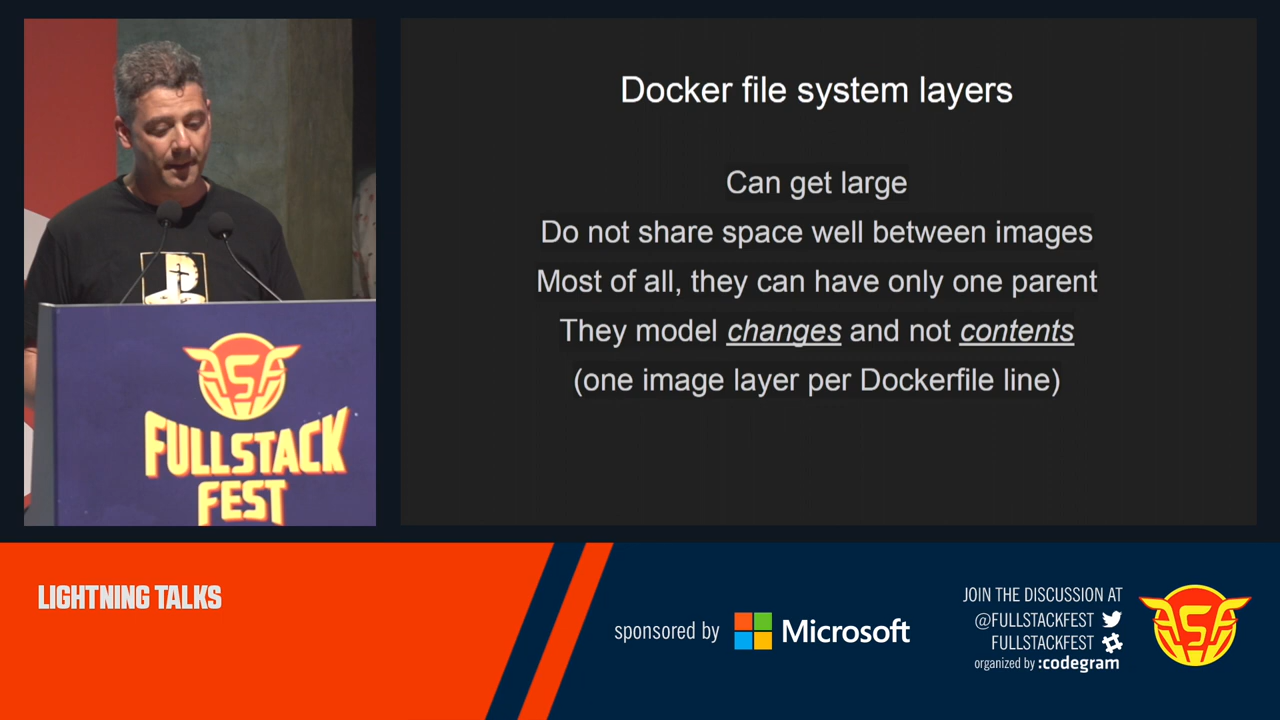 Docker file system layers
Can get large
Do not share space well between images
Most of all, they can have only one parent
They model changes and not contents
(one image layer per Dockerfile line)
FULLSTACK
FEST
LIGHTNING TALKS
sponsored by Microsoft
JOIN THE DISCUSSION AT
@FULLSTACKFEST
FULLSTACKFEST
organized by :codegram